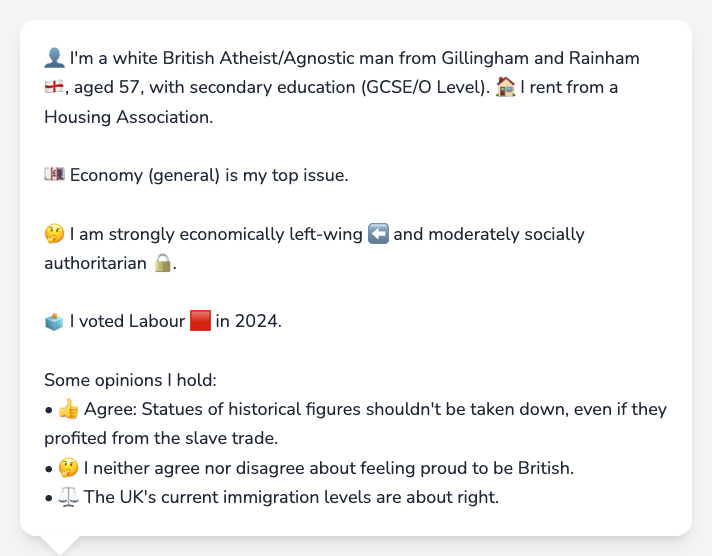 👤 I'm a white British Atheist/Agnostic man from Gillingham and Rainham
🏴󠁧󠁢󠁥󠁮󠁧󠁿, aged 57, with secondary education (GCSE/O Level). 🏠 I rent from a
Housing Association.
💷 Economy (general) is my top issue.
🤔 I am strongly economically left-wing ⬅️ and moderately socially
authoritarian 🔒.
🗳️ I voted Labour 🟥 in 2024.
Some opinions I hold:
• 👍 Agree: Statues of historical figures shouldn't be taken down, even if they
profited from the slave trade.
• 🤔 I neither agree nor disagree about feeling proud to be British.
• ⚖️ The UK's current immigration levels are about right.